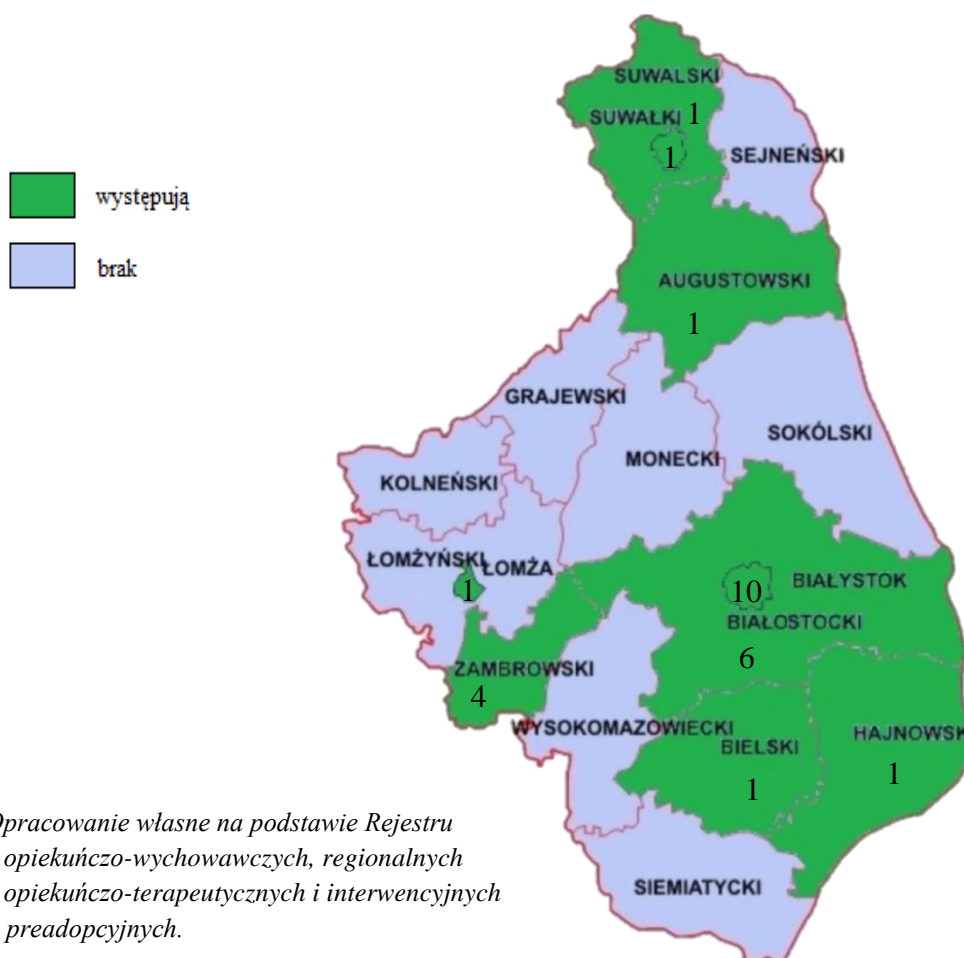 SUWALSKI
SUWAŁKI 1
1
SEJNEŃSKI
występują
brak
AUGUSTOWSKI
1
GRAJEWSKI
SOKÓLSKI
MONECKI
KOLNEŃSKI
ŁOMŻYŃSKI ŁOMŻA
1
BIAŁYSTOK
10
BIAŁOSTOCKI
6
ZAMBROWSKI
4
WYSOKOMAZOWIECKI
BIELSKI
1
HAJNOWSK
1
Opracowanie własne na podstawie Rejestru
opiekuńczo-wychowawczych, regionalnych
opiekuńczo-terapeutycznych i interwencyjnych
preadopcyjnych.
SIEMIATYCKI